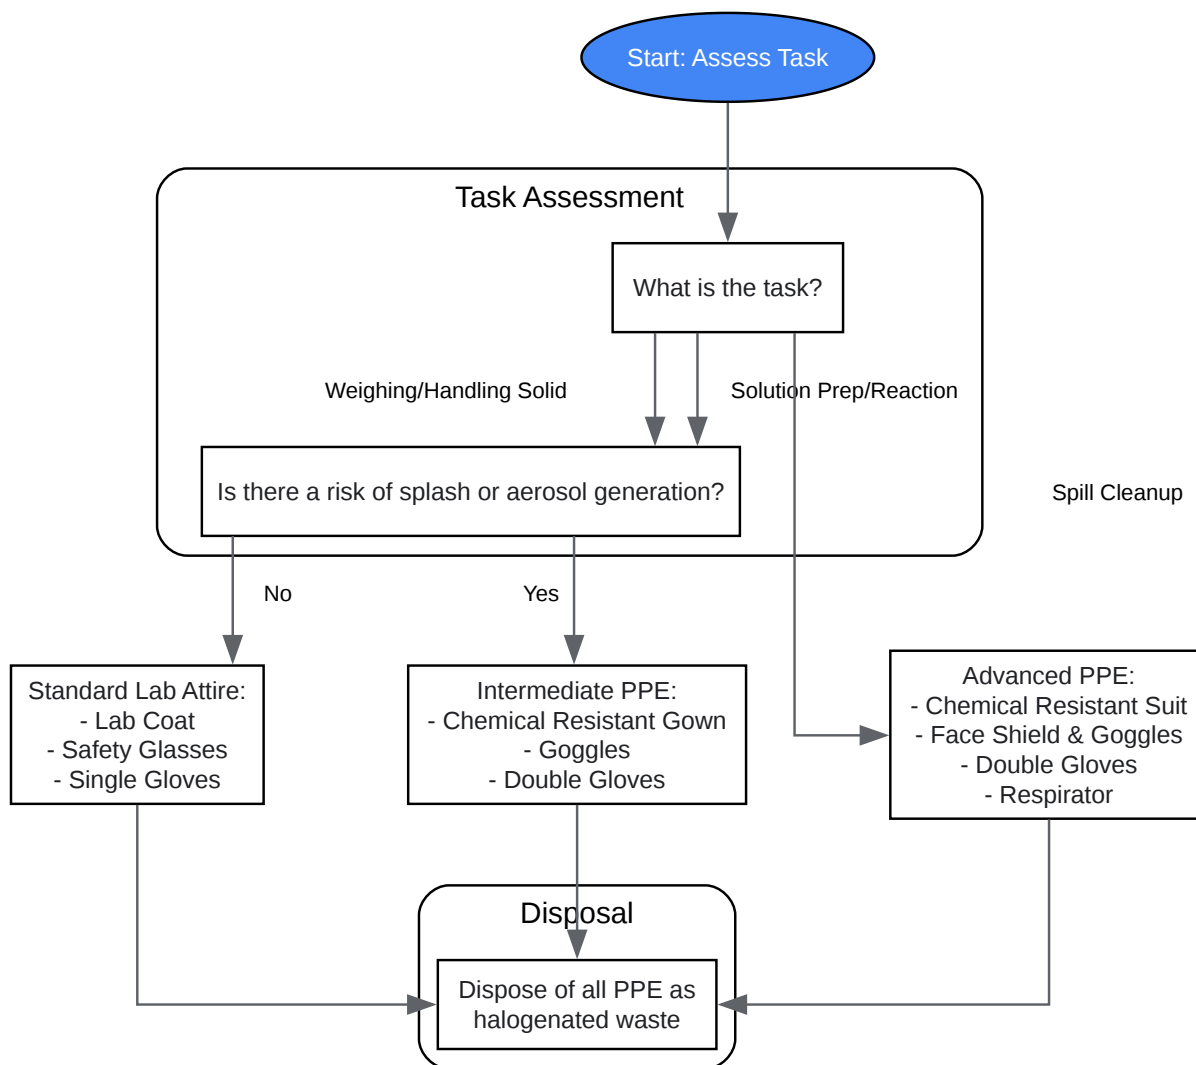 Start: Assess Task
Task Assessment
What is the task?
Weighing/Handling Solid
Solution Prep/Reaction
Is there a risk of splash or aerosol generation?
Spill Cleanup
No
Yes
Standard Lab Attire:
- Lab Coat
- Safety Glasses
- Single Gloves
Intermediate PPE:
- Chemical Resistant Gown
- Goggles
- Double Gloves
Advanced PPE:
- Chemical Resistant Suit
- Face Shield & Goggles
- Double Gloves
- Respirator
Disposal
Dispose of all PPE as
halogenated waste